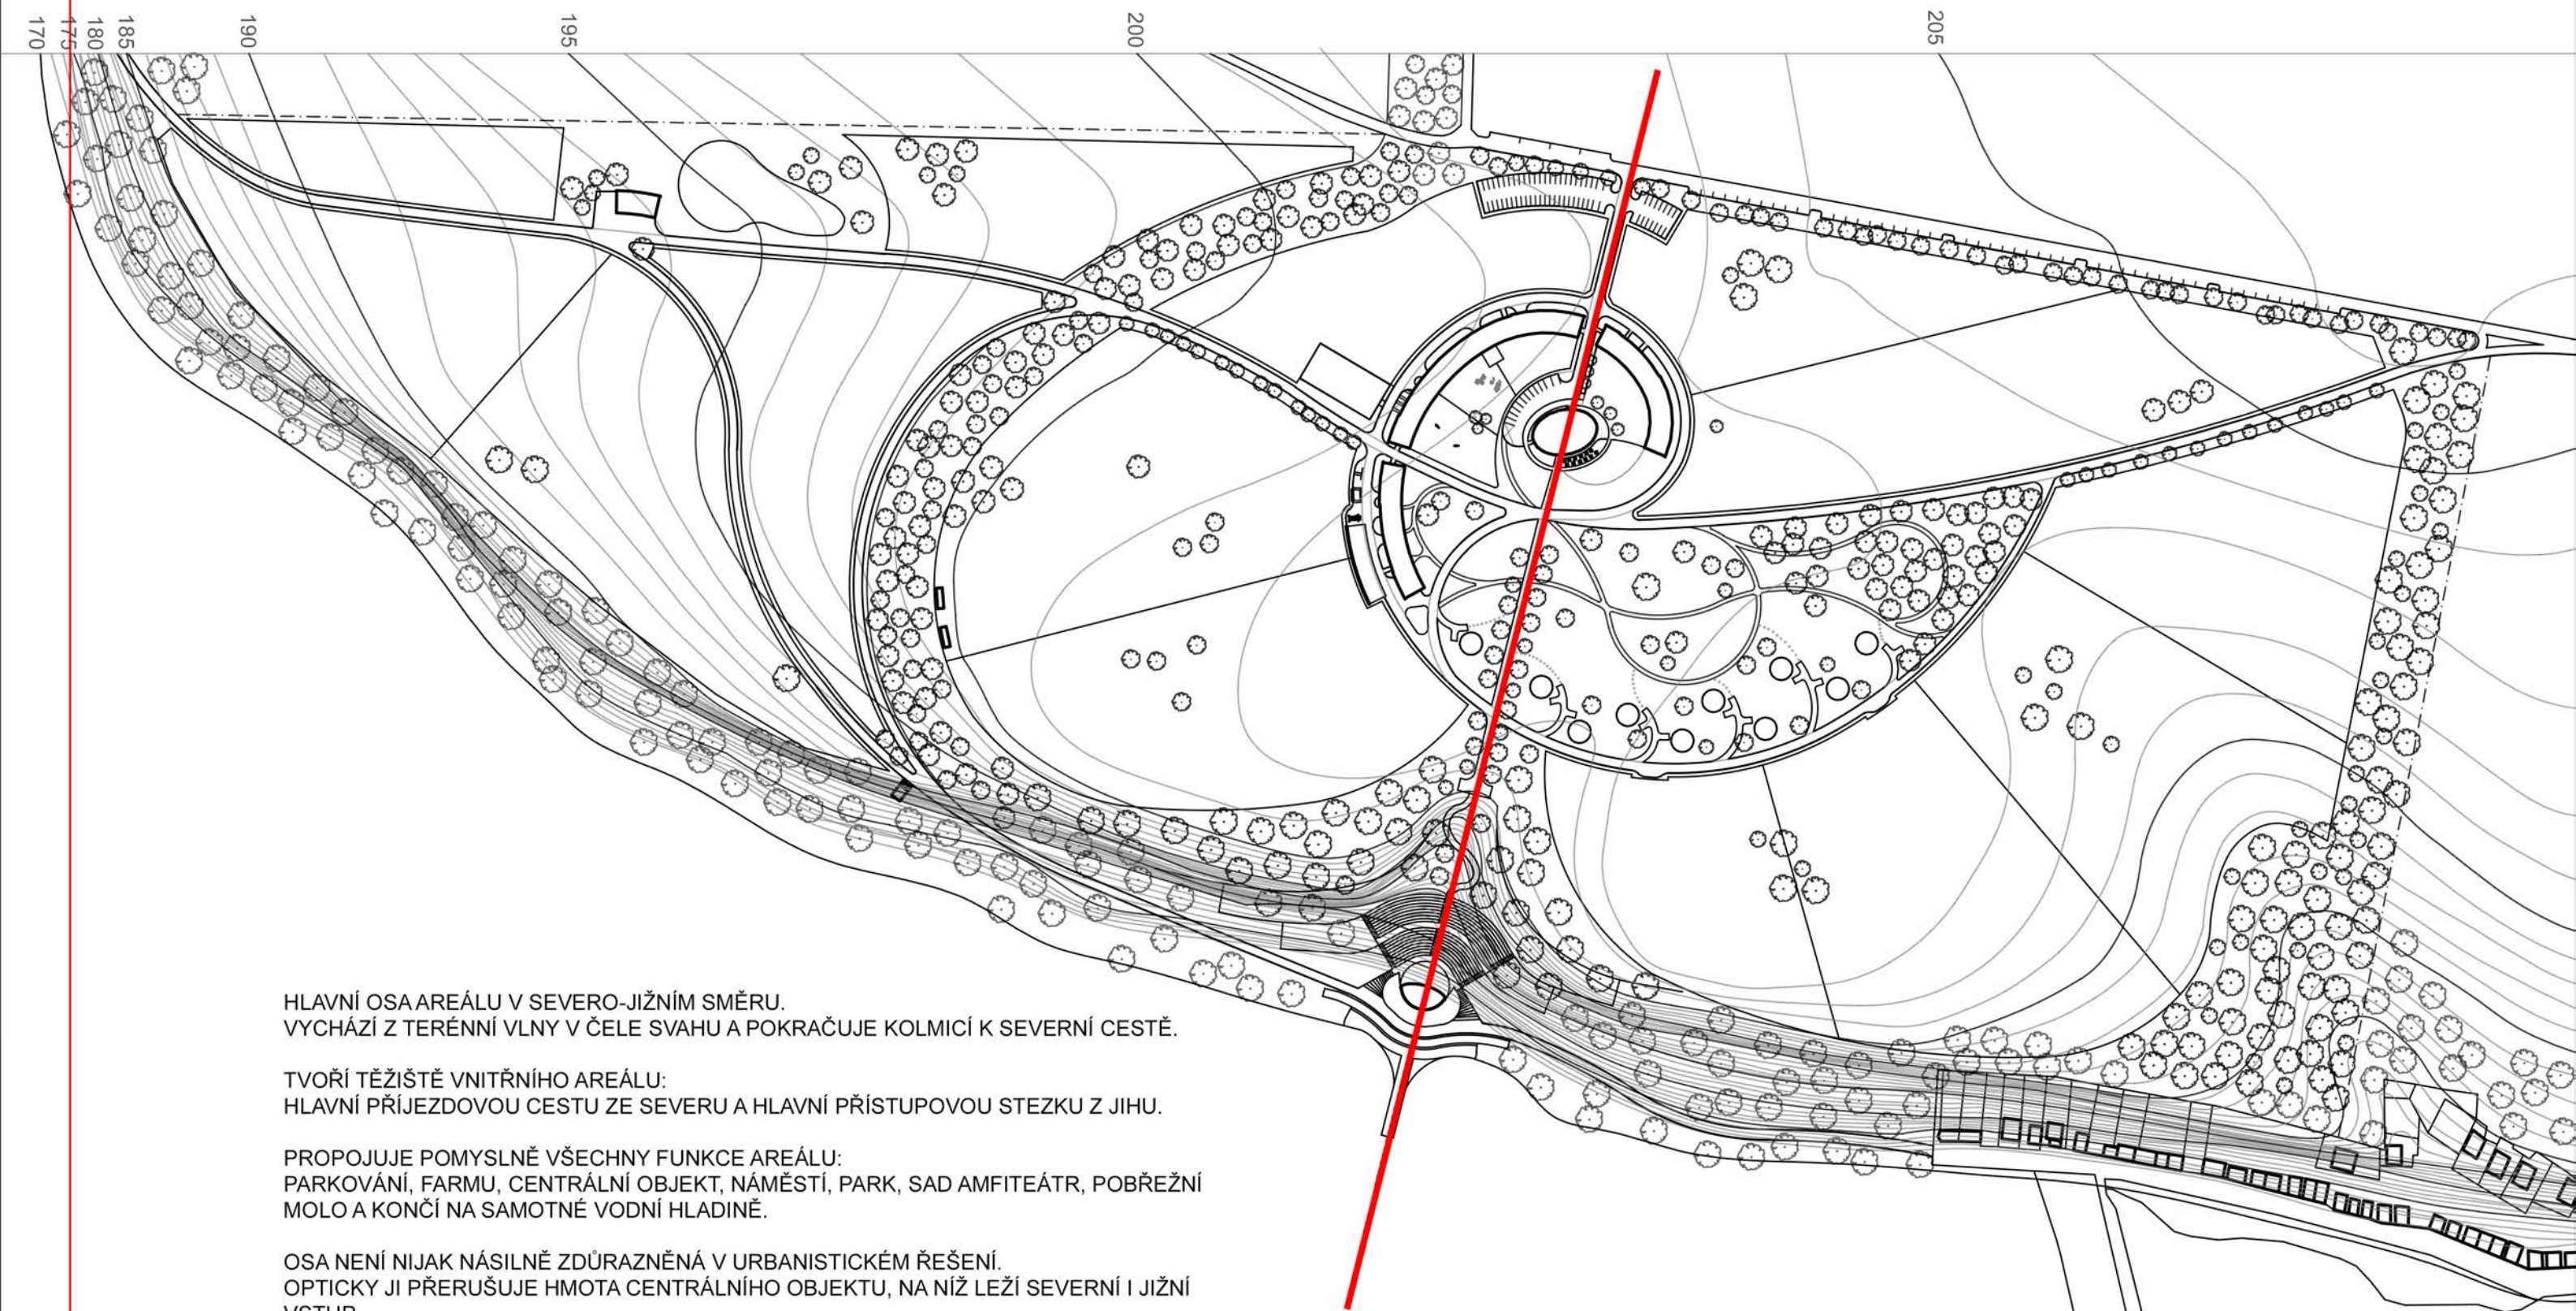 170
175
180
185
190
195
200
205
HLAVNÍ OSA AREÁLU V SEVERO-JIŽNÍM SMĚRU.
VYCHÁZÍ Z TERÉNNÍ VLNY V ČELE SVAHU A POKRAČUJE KOLMICÍ K SEVERNÍ CESTĚ.
TVOŘÍ TĚŽIŠTĚ VNITŘNÍHO AREÁLU:
HLAVNÍ PŘÍJEZDOVOU CESTU ZE SEVERU A HLAVNÍ PŘÍSTUPOVOU STEZKU Z JIHU.
PROPOJUJE POMYSLNĚ VŠECHNY FUNKCE AREÁLU:
PARKOVÁNÍ, FARMU, CENTRÁLNÍ OBJEKT, NÁMĚSTÍ, PARK, SAD AMFITEÁTR, POBŘEŽNÍ
MOLO A KONČÍ NA SAMOTNÉ VODNÍ HLADINĚ.
OSA NENÍ NIJAK NÁSILNĚ ZDŮRAZNĚNÁ V URBANISTICKÉM ŘEŠENÍ.
OPTICKY JI PŘERUŠUJE HMOTA CENTRÁLNÍHO OBJEKTU, NA NÍŽ LEŽÍ SEVERNÍ I JIŽNÍ